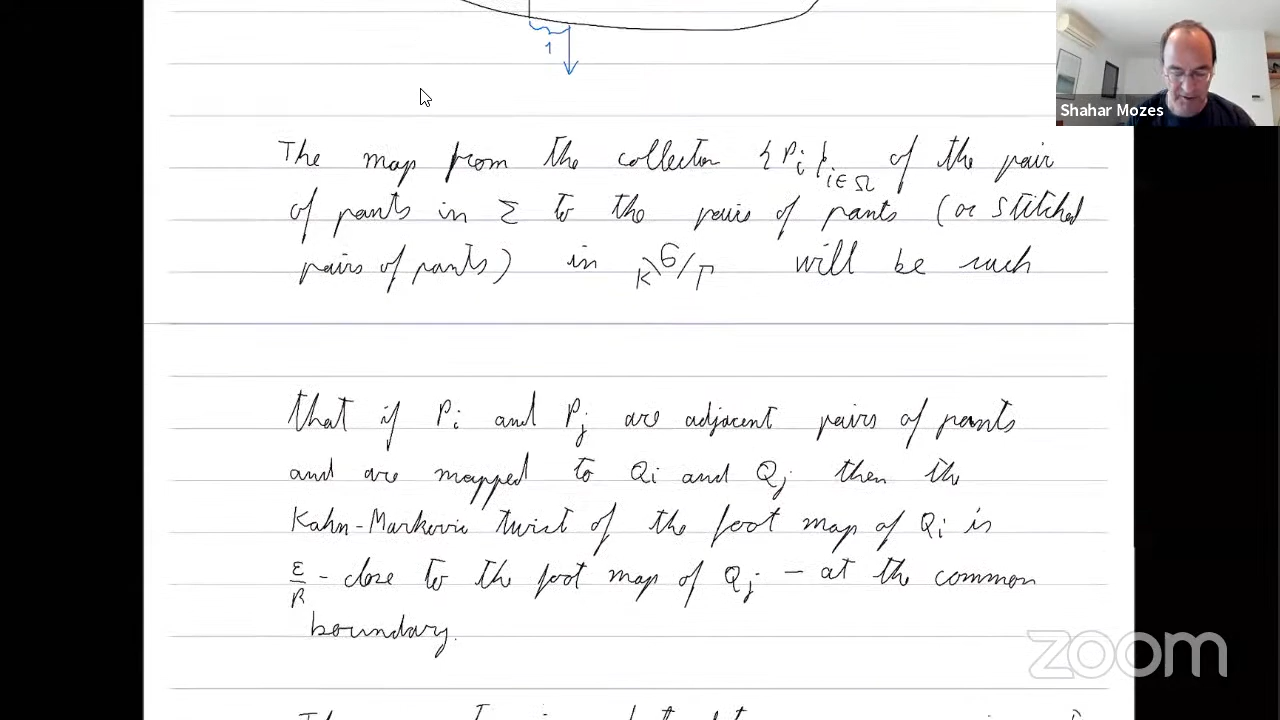 1
Shahar Mozes
The map from the collection {P_i}_{i∈Ω} of the pair
of pants in Σ to the pairs of pants (or stitched
pairs of pants) in K\G/Γ will be such
that if P_i and P_j are adjacent pairs of pants
and are mapped to Q_i and Q_j then the
Kahn-Markovic twist of the foot map of Q_i is
ε/R - close to the foot map of Q_j - at the common
boundary.
zoom